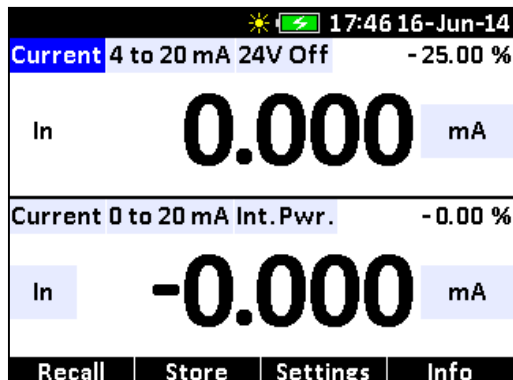 17:46 16-Jun-14
Current 4 to 20 mA 24V Off -25.00 %
In 0.000 mA
Current 0 to 20 mA Int.Pwr. -0.00 %
In -0.000 mA
Recall Store Settings Info